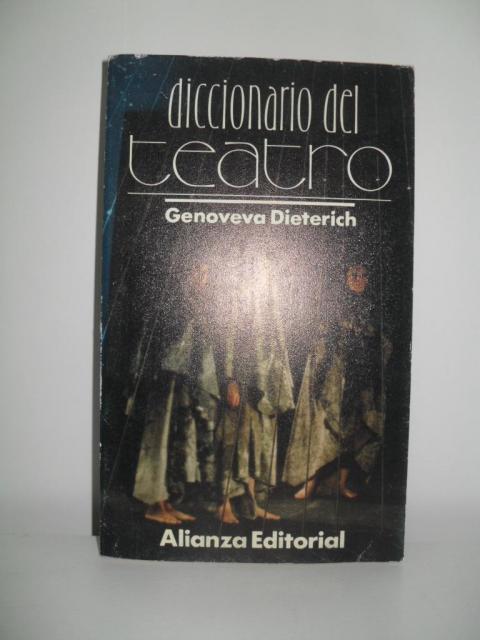 diccionario del
teatro
Genoveva Dieterich
Alianza Editorial